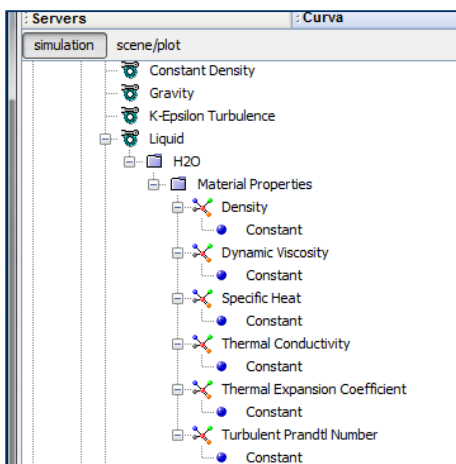 Servers
Curva
simulation
scene/plot
Constant Density
Gravity
K-Epsilon Turbulence
Liquid
H2O
Material Properties
Density
Constant
Dynamic Viscosity
Constant
Specific Heat
Constant
Thermal Conductivity
Constant
Thermal Expansion Coefficient
Constant
Turbulent Prandtl Number
Constant